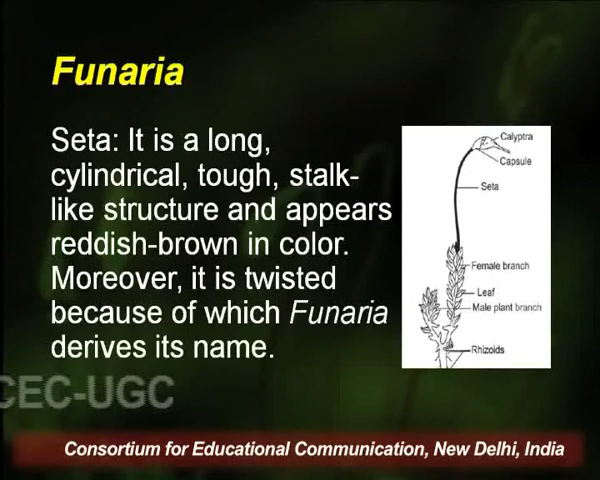 Funaria
Seta: It is a long,
cylindrical, tough, stalk-
like structure and appears
reddish-brown in color.
Moreover, it is twisted
because of which Funaria
derives its name.
Calyptra
Capsule
Seta
Female branch
Leaf
Male plant branch
Rhizoids
CEC-UGC
Consortium for Educational Communication, New Delhi, India